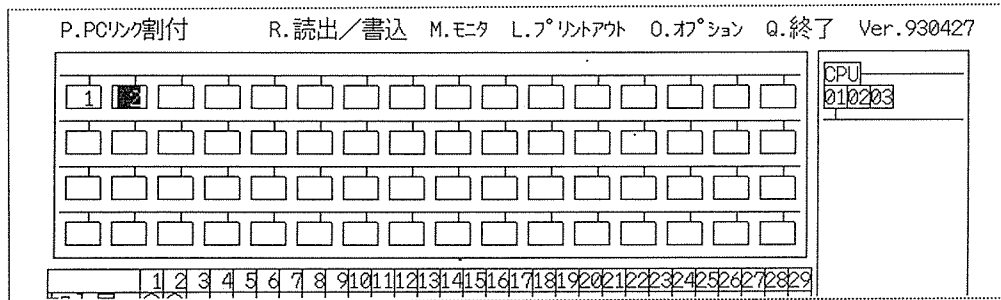 P.PCリンク割付 R.読出／書込 M.モニタ L.プリントアウト O.オプション Q.終了 Ver.930427
1 2
CPU
01 02 03
1 2 3 4 5 6 7 8 9 10 11 12 13 14 15 16 17 18 19 20 21 22 23 24 25 26 27 28 29